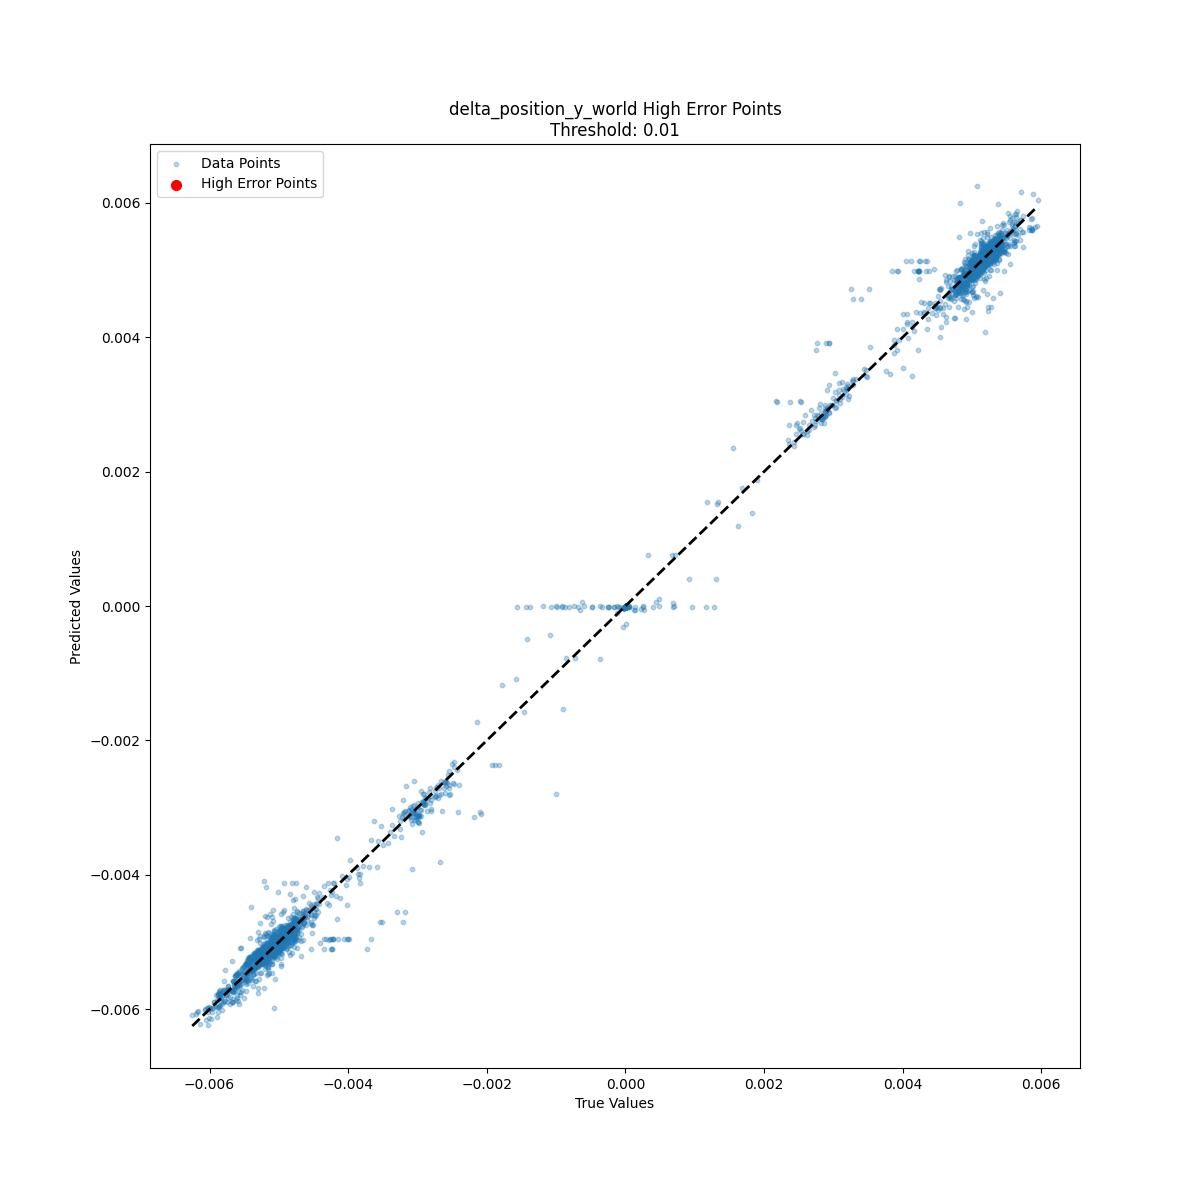 delta_position_y_world High Error Points
Threshold: 0.01
Data Points
High Error Points
0.006
0.004
0.002
0.000
−0.002
−0.004
−0.006
Predicted Values
−0.006
−0.004
−0.002
0.000
0.002
0.004
0.006
True Values